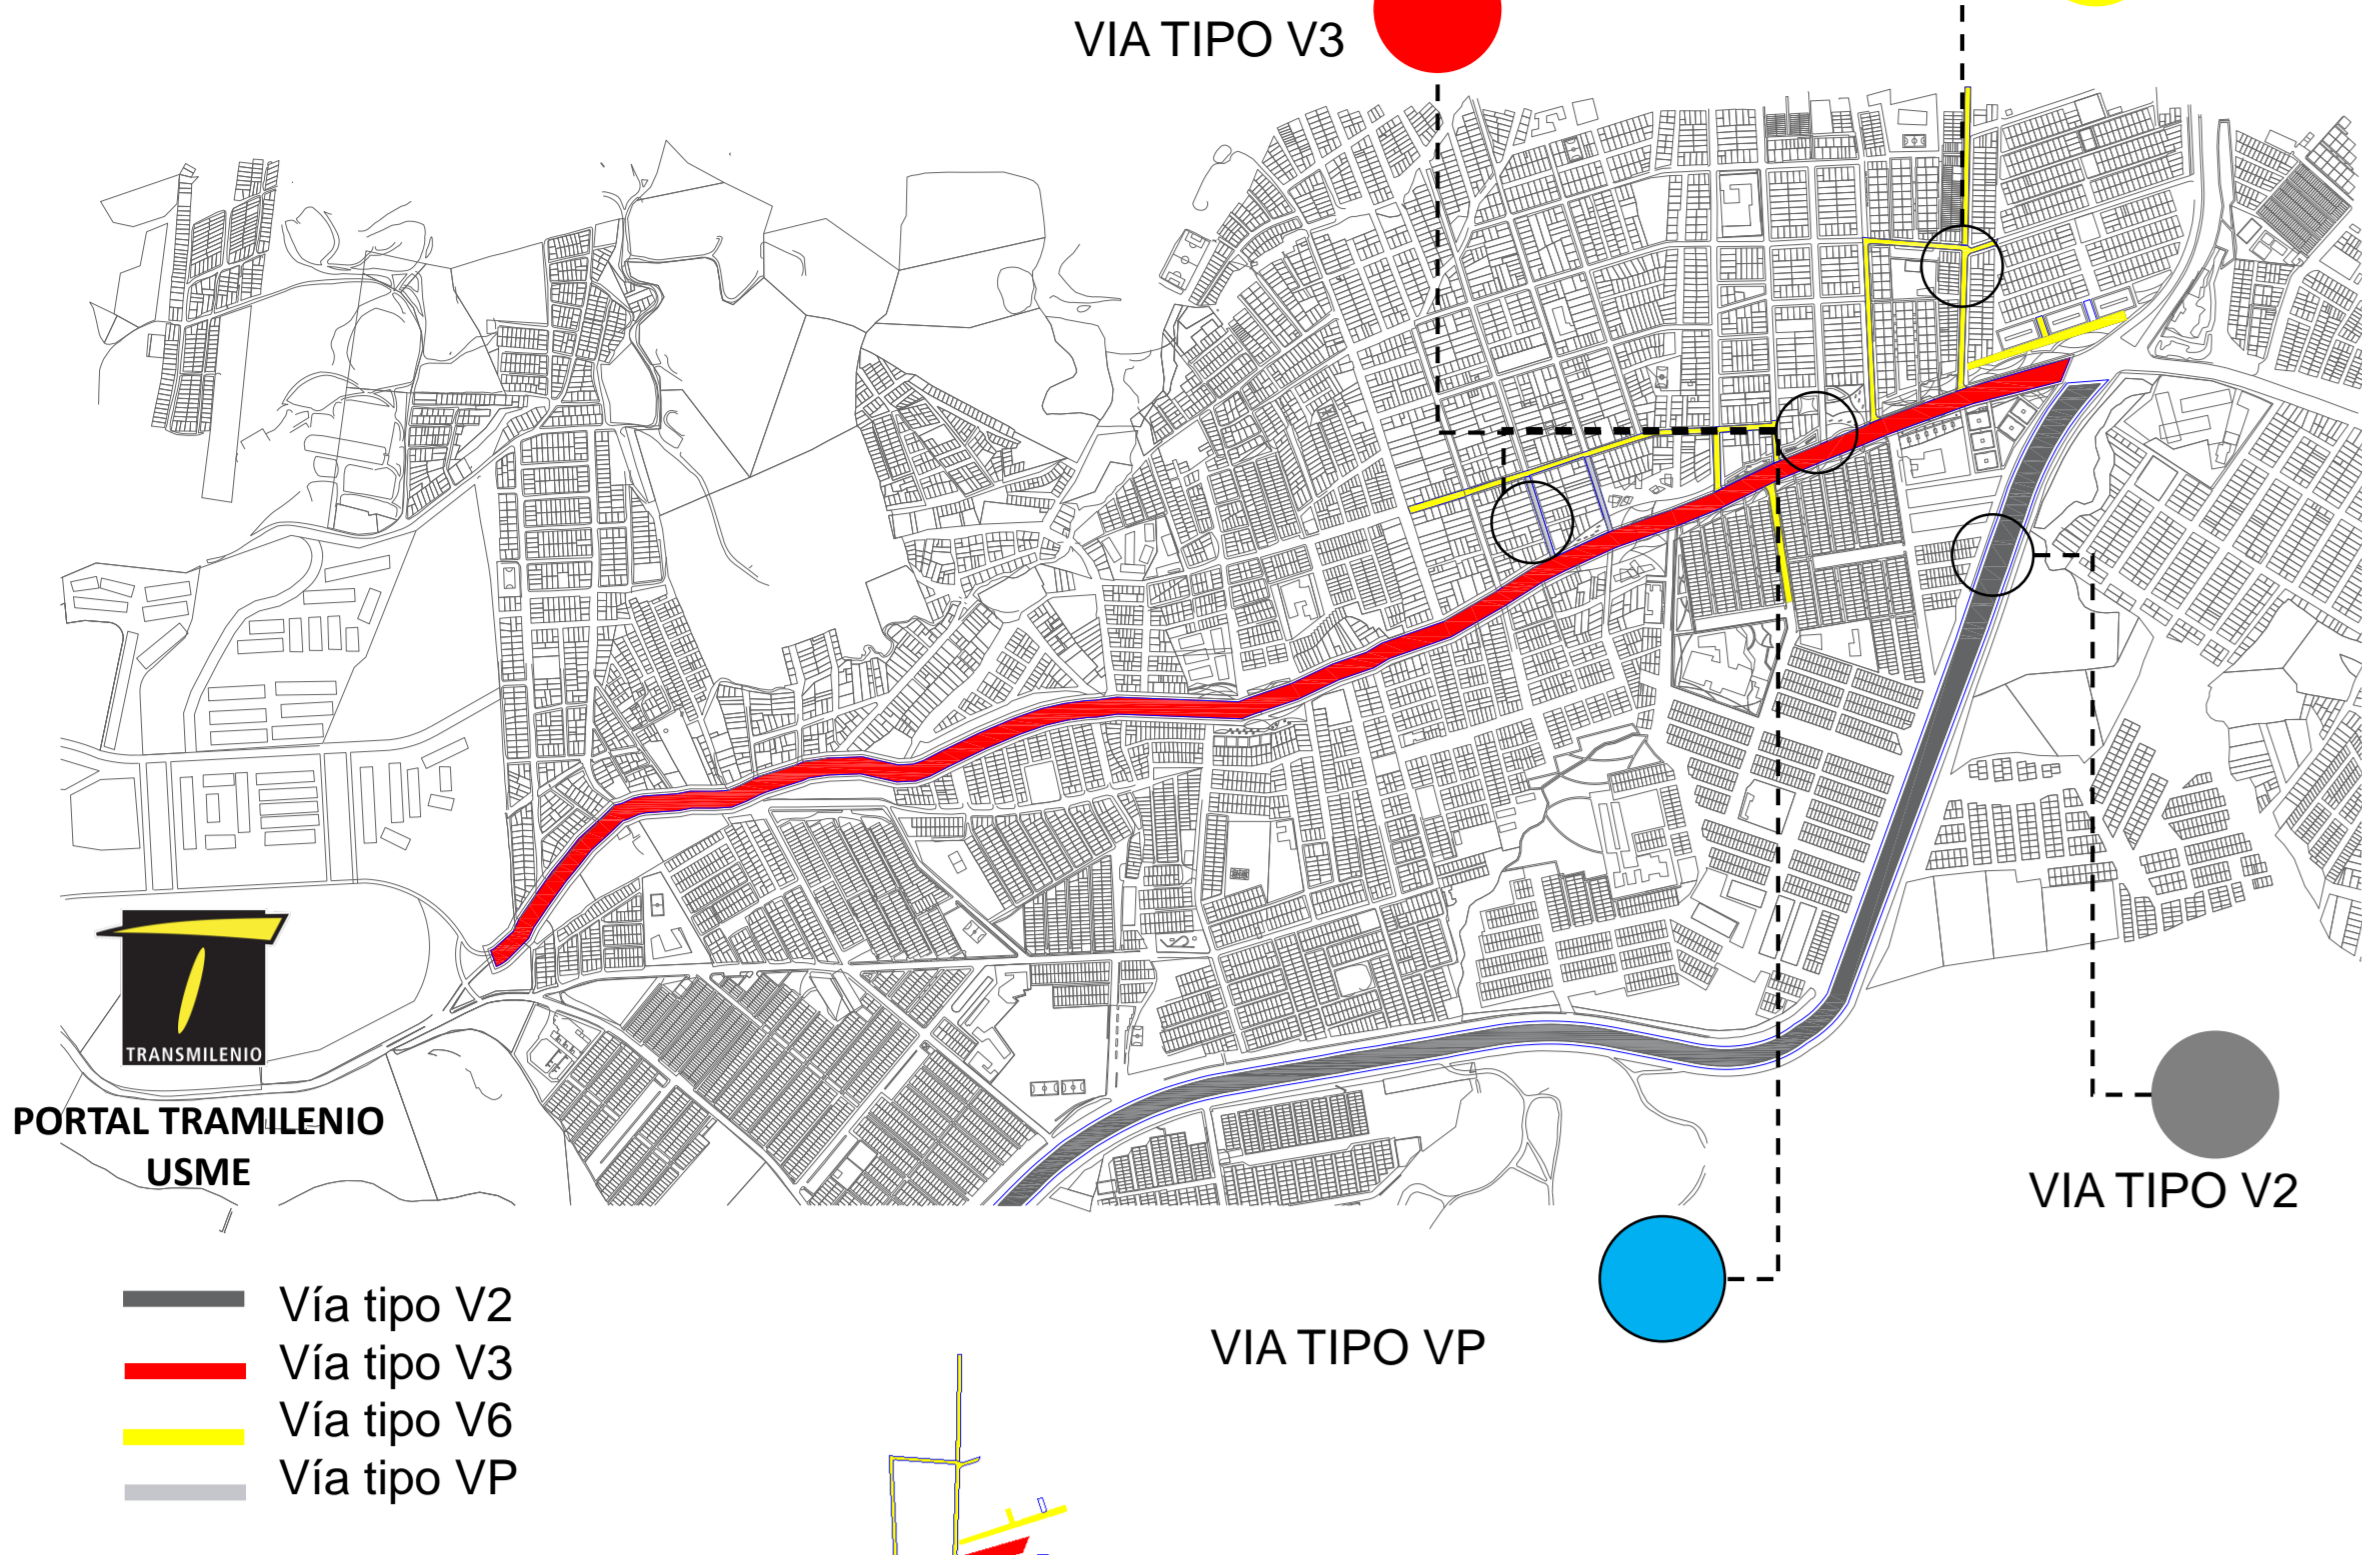 VIA TIPO V3
TRANSMILENIO
PORTAL TRAMILENIO
USME
VIA TIPO V2
Vía tipo V2
Vía tipo V3
Vía tipo V6
Vía tipo VP
VIA TIPO VP